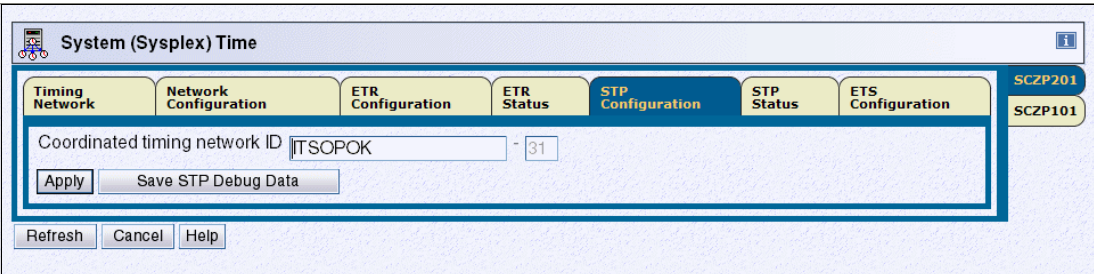 System (Sysplex) Time
i
Timing Network
Network Configuration
ETR Configuration
ETR Status
STP Configuration
STP Status
ETS Configuration
SCZP201
SCZP101
Coordinated timing network ID ITSOPOK - 31
Apply Save STP Debug Data
Refresh Cancel Help